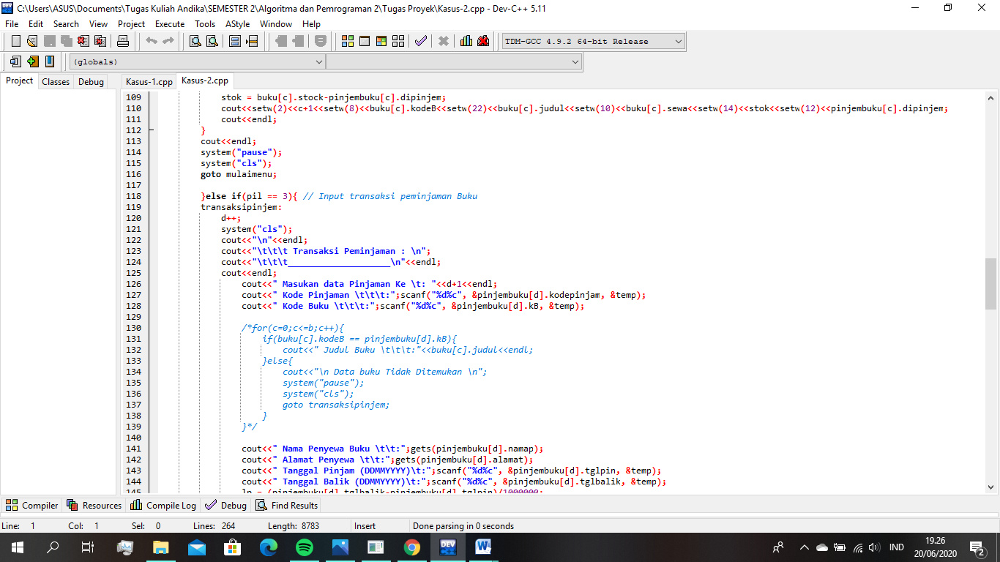 C:\Users\ASUS\Documents\Tugas Kuliah Andika\SEMESTER 2\Algoritma dan Pemrograman 2\Tugas Proyek\Kasus-2.cpp - Dev-C++ 5.11
File Edit Search View Project Execute Tools AStyle Window Help
TDM-GCC 4.9.2 64-bit Release
(globals)
Project Classes Debug Kasus-1.cpp Kasus-2.cpp
109 stok = buku[c].stock-pinjembuku[c].dipinjem;
110 cout<<setw(2)<<c+1<<setw(8)<<buku[c].kodeB<<setw(22)<<buku[c].judul<<setw(10)<<buku[c].sewa<<setw(14)<<stok<<setw(12)<<pinjembuku[c].dipinjem;
111 cout<<endl;
112 }
113 cout<<endl;
114 system("pause");
115 system("cls");
116 goto mulaimenu;
117
118 }else if(pil == 3){ // Input transaksi peminjaman Buku
119 transaksipinjem:
120 d++;
121 system("cls");
122 cout<<"\n"<<endl;
123 cout<<"\t\t\t Transaksi Peminjaman : \n";
124 cout<<"\t\t\t____________________\n"<<endl;
125 cout<<endl;
126 cout<<" Masukan data Pinjaman Ke \t: "<<d+1<<endl;
127 cout<<" Kode Pinjaman \t\t\t:";scanf("%d%c", &pinjembuku[d].kodepinjam, &temp);
128 cout<<" Kode Buku \t\t\t:";scanf("%d%c", &pinjembuku[d].kB, &temp);
129
130 /*for(c=0;c<=b;c++){
131 if(buku[c].kodeB == pinjembuku[d].kB){
132 cout<<" Judul Buku \t\t\t:"<<buku[c].judul<<endl;
133 }else{
134 cout<<"\n Data buku Tidak Ditemukan \n";
135 system("pause");
136 system("cls");
137 goto transaksipinjem;
138 }
139 }*/
140
141 cout<<" Nama Penyewa Buku \t\t:";gets(pinjembuku[d].namap);
142 cout<<" Alamat Penyewa \t\t:";gets(pinjembuku[d].alamat);
143 cout<<" Tanggal Pinjam (DDMMYYYY)\t:";scanf("%d%c", &pinjembuku[d].tglpin, &temp);
144 cout<<" Tanggal Balik (DDMMYYYY)\t:";scanf("%d%c", &pinjembuku[d].tglbalik, &temp);
145 = (pinjembuku[d].tglbalik-pinjembuku[d].tglpin)/1000000;
Compiler Resources Compile Log Debug Find Results
Line: 1 Col: 1 Sel: 0 Lines: 264 Length: 8783 Insert Done parsing in 0 seconds
IND
19.26
20/06/2020
2